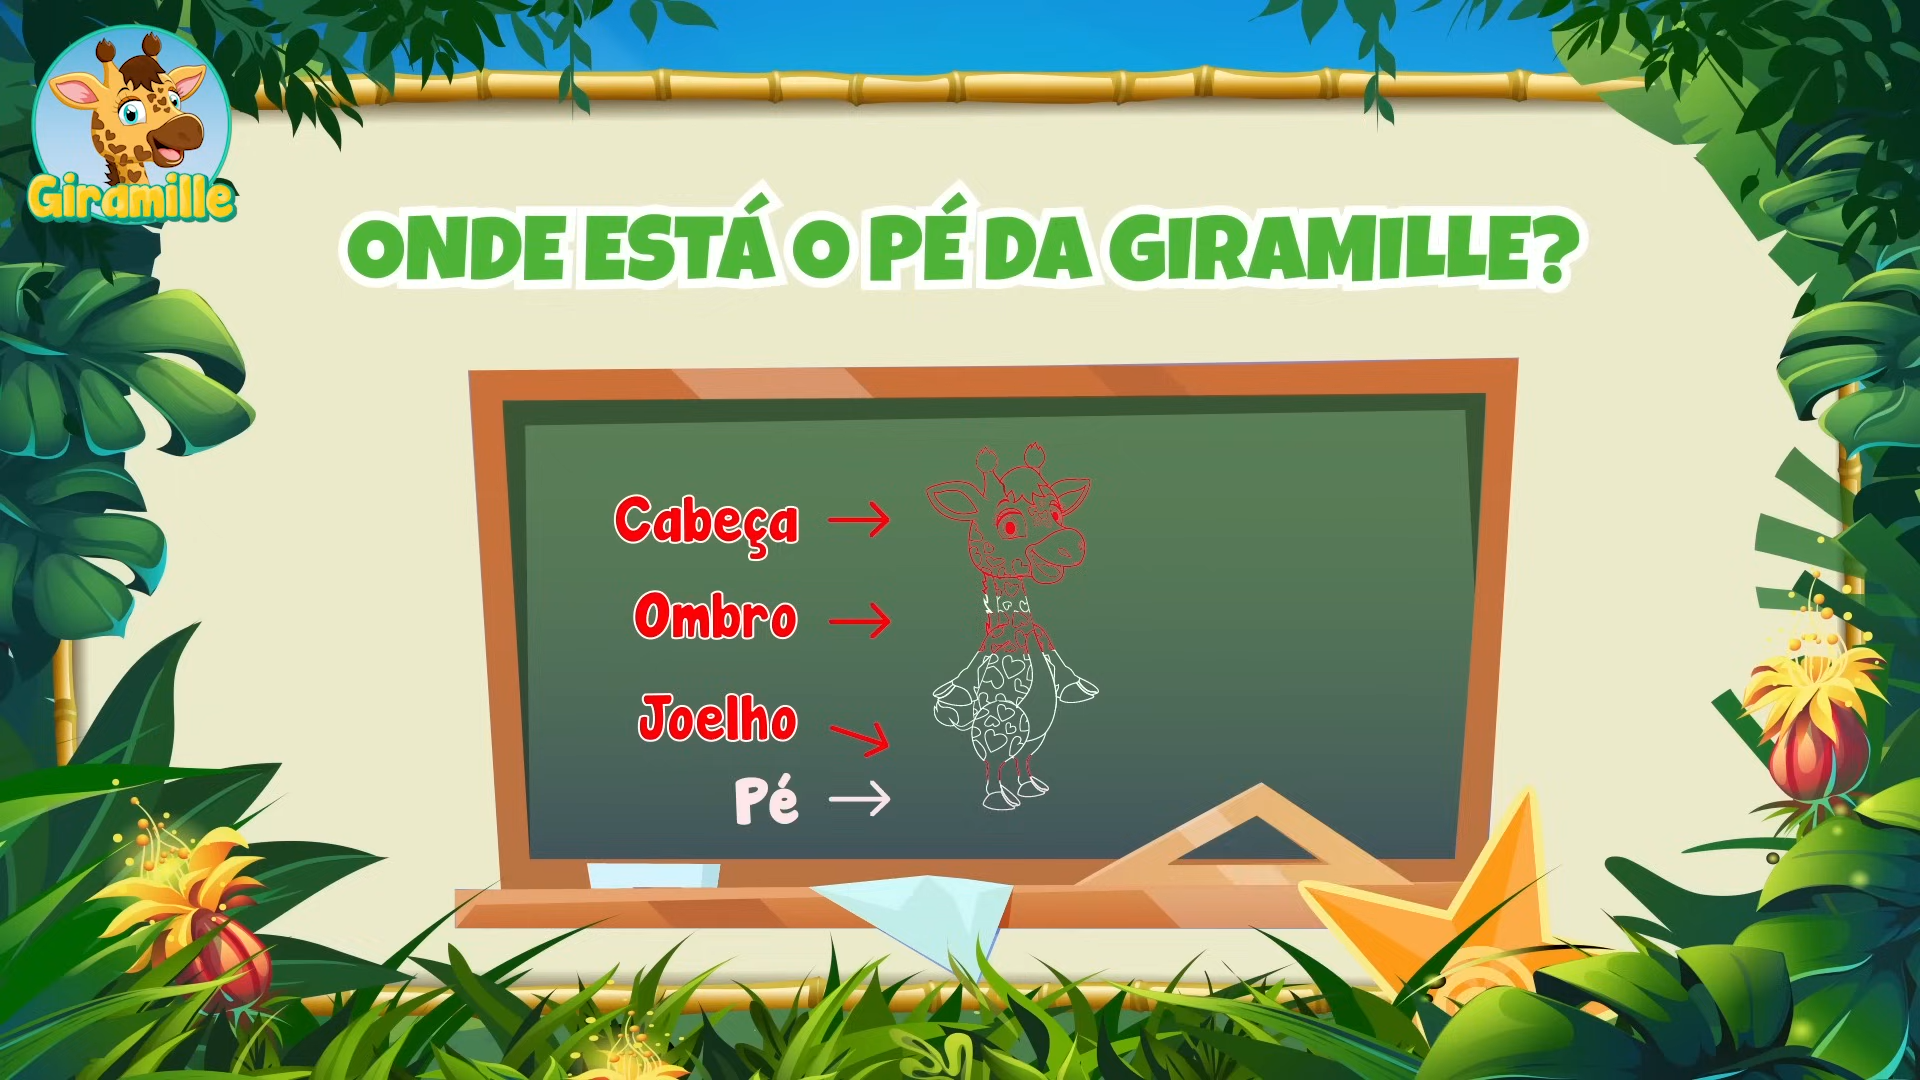 Giramille
ONDE ESTÁ O PÉ DA GIRAMILLE?
Cabeça
Ombro
Joelho
Pé